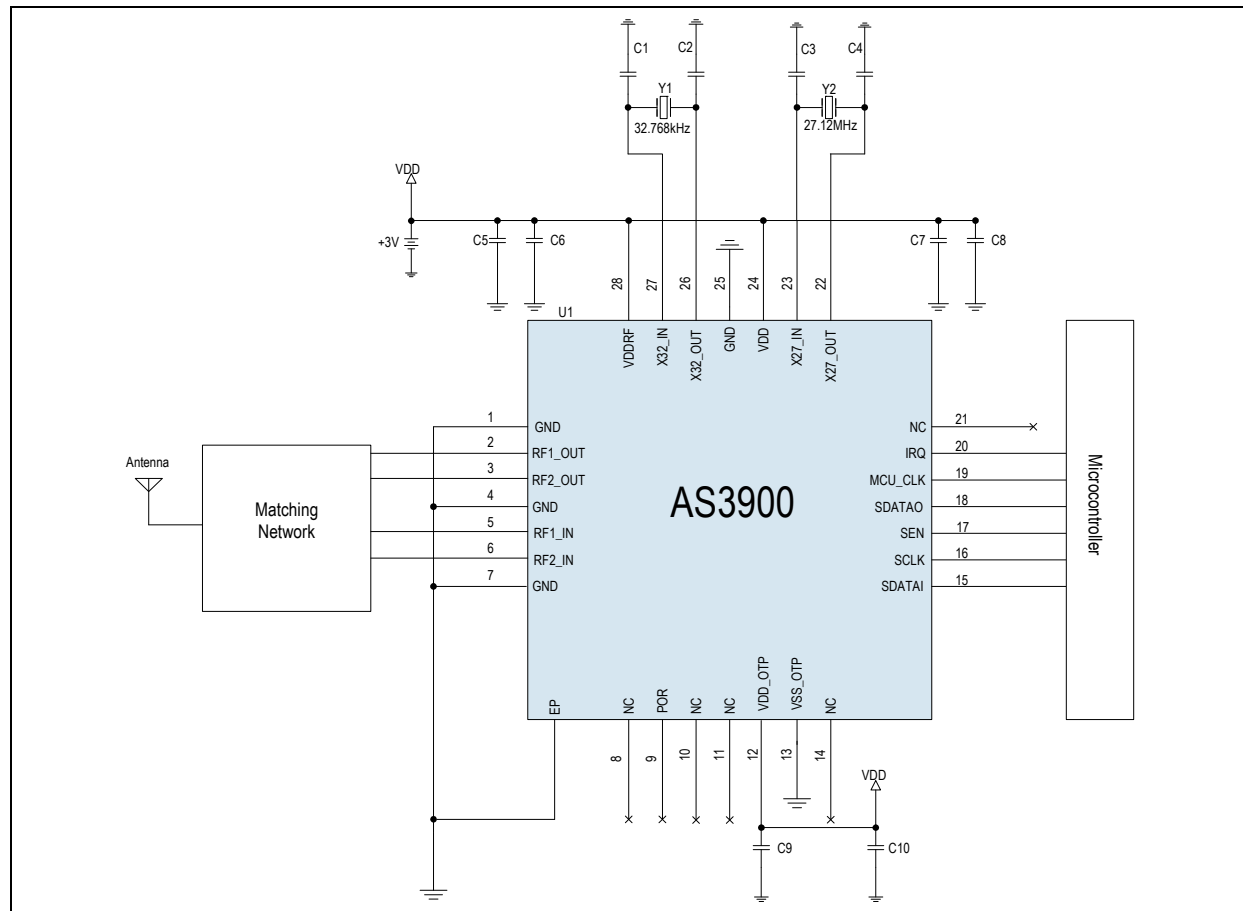 C1
C2
C3
C4
Y1
Y2
32.768kHz
27.12MHz
VDD
+3V
C5
C6
C7
C8
28
27
26
25
24
23
22
U1
VDDRF
X32_IN
X32_OUT
GND
VDD
X27_IN
X27_OUT
1
GND
2
RF1_OUT
3
RF2_OUT
4
GND
5
RF1_IN
6
RF2_IN
7
GND
Antenna
Matching
Network
AS3900
NC
21
IRQ
20
MCU_CLK
19
SDATAO
18
SEN
17
SCLK
16
SDATAI
15
Microcontroller
EP
NC
POR
NC
NC
VDD_OTP
VSS_OTP
NC
8
9
10
11
12
13
14
VDD
C9
C10